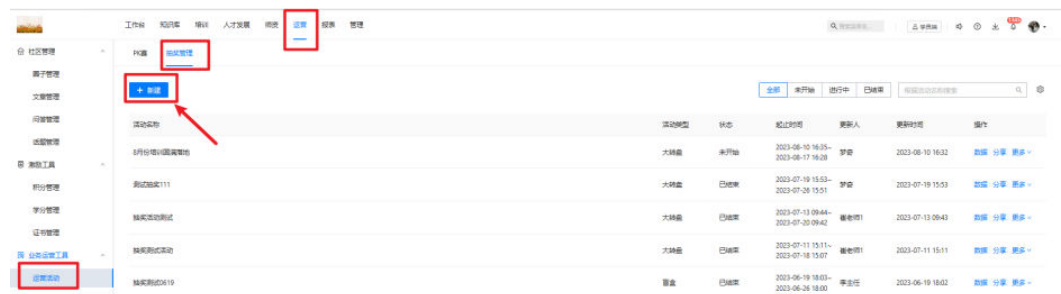 工作台 知识库 培训 人才发展 师资 运营 报表 管理 学员端
社区管理
圈子管理
文章管理
问答管理
话题管理
激励工具
积分管理
学分管理
证书管理
业务运营工具
运营活动
PK赛 抽奖管理
+ 新建
全部 未开始 进行中 已结束 根据活动名称搜索
活动名称 活动类型 状态 起止时间 更新人 更新时间 操作
8月份培训圆满落地 大转盘 未开始 2023-08-10 16:35~ 2023-08-17 16:28 梦奇 2023-08-10 16:32 数据 分享 更多
测试抽奖111 大转盘 已结束 2023-07-19 15:53~ 2023-07-26 15:51 梦奇 2023-07-19 15:53 数据 分享 更多
抽奖活动测试 大转盘 已结束 2023-07-13 09:44~ 2023-07-20 09:42 崔老师1 2023-07-13 09:43 数据 分享 更多
抽奖测试活动 大转盘 已结束 2023-07-11 15:11~ 2023-07-18 15:07 崔老师1 2023-07-11 15:11 数据 分享 更多
抽奖测试0619 盲盒 已结束 2023-06-19 18:03~ 2023-06-26 18:00 李主任 2023-06-19 18:02 数据 分享 更多